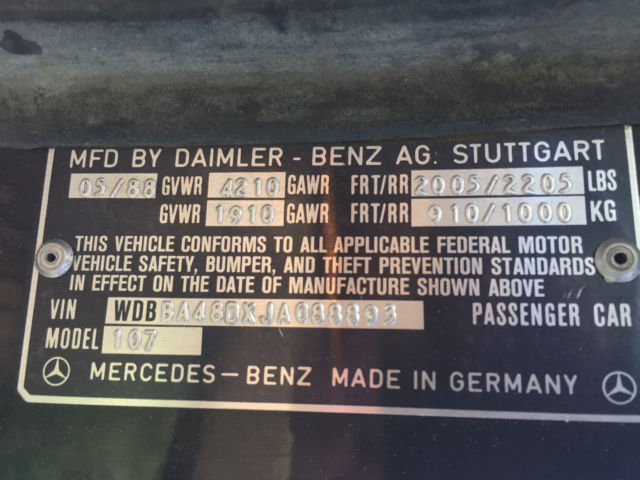 MFD BY DAIMLER - BENZ AG. STUTTGART
05/88 GVWR 4210 GAWR FRT/RR 2005/2205 LBS
GVWR 1910 GAWR FRT/RR 910/1000 KG
THIS VEHICLE CONFORMS TO ALL APPLICABLE FEDERAL MOTOR
VEHICLE SAFETY, BUMPER, AND THEFT PREVENTION STANDARDS
IN EFFECT ON THE DATE OF MANUFACTURE SHOWN ABOVE
VIN WDBBA48DXJA088893 PASSENGER CAR
MODEL 107
MERCEDES-BENZ MADE IN GERMANY